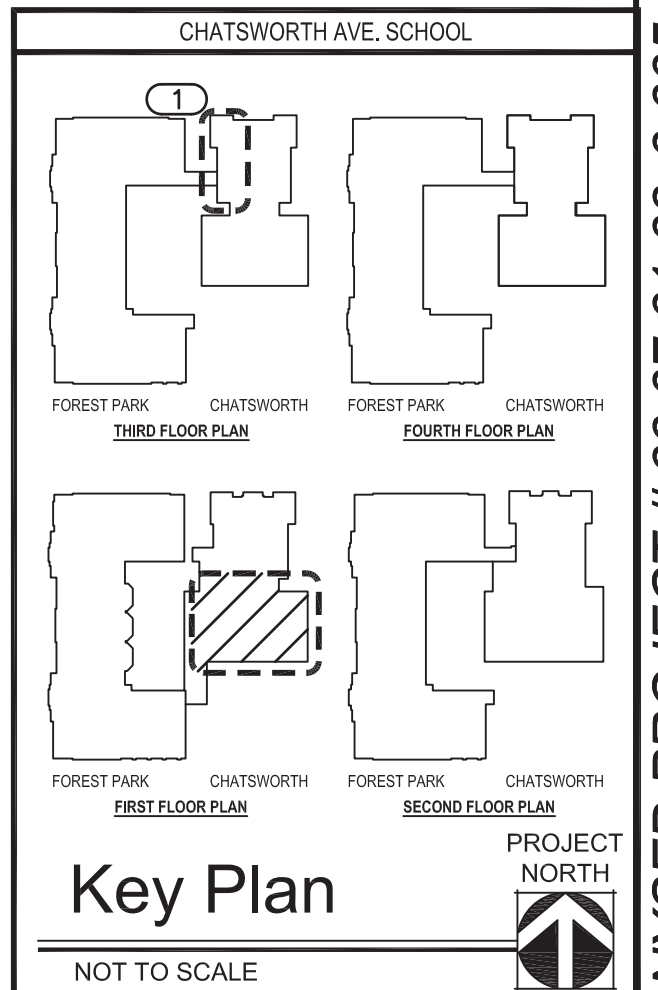 CHATSWORTH AVE. SCHOOL
1
FOREST PARK CHATSWORTH
THIRD FLOOR PLAN
FOREST PARK CHATSWORTH
FOURTH FLOOR PLAN
FOREST PARK CHATSWORTH
FIRST FLOOR PLAN
FOREST PARK CHATSWORTH
SECOND FLOOR PLAN
Key Plan
NOT TO SCALE
PROJECT
NORTH